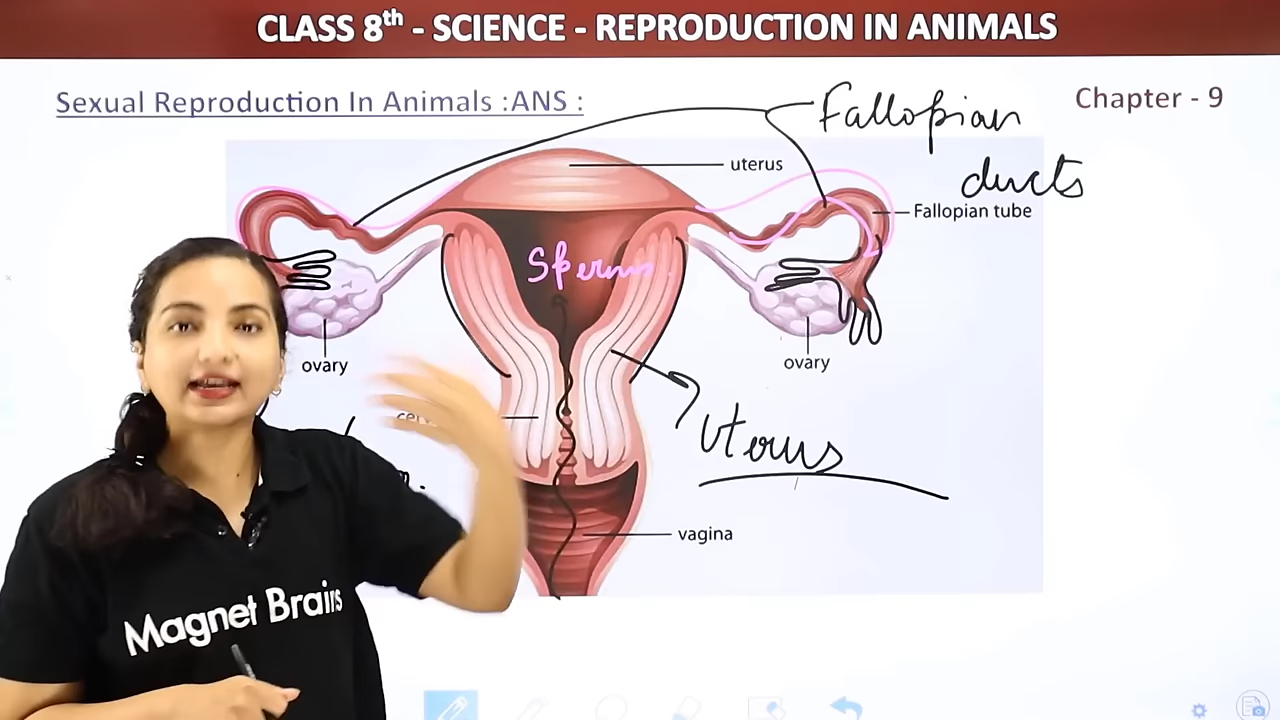 CLASS 8th - SCIENCE - REPRODUCTION IN ANIMALS
Sexual Reproduction In Animals :ANS :
Chapter - 9
Fallopian
ducts
uterus
Fallopian tube
Sperms
ovary
ovary
Uterus
vagina
Magnet Brains